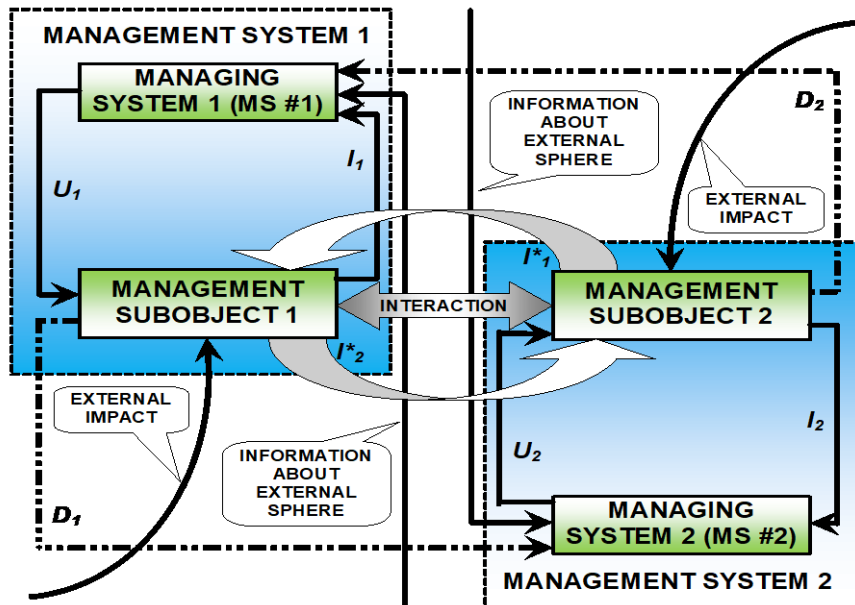 MANAGEMENT SYSTEM 1
MANAGING
SYSTEM 1 (MS #1)
U1
I1
INFORMATION
ABOUT
EXTERNAL
SPHERE
D2
EXTERNAL
IMPACT
I*1
MANAGEMENT
SUBOBJECT 1
INTERACTION
MANAGEMENT
SUBOBJECT 2
I*2
EXTERNAL
IMPACT
INFORMATION
ABOUT
EXTERNAL
SPHERE
U2
I2
D1
MANAGING
SYSTEM 2 (MS #2)
MANAGEMENT SYSTEM 2